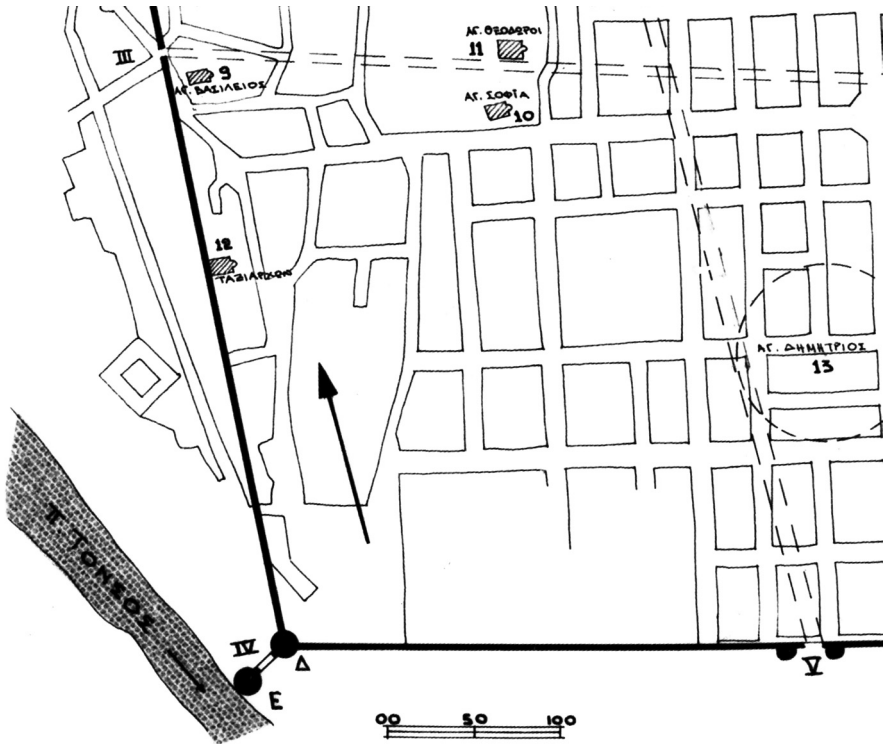 ΑΓ. ΘΕΟΔΩΡΟΙ
11
III
9
ΑΓ. ΒΑΣΙΛΕΙΟΣ
ΑΓ. ΣΟΦΙΑ
10
12
ΤΑΞΙΑΡΧΩΝ
ΑΓ. ΔΗΜΗΤΡΙΟΣ
13
Π. ΤΟΝΣΟΣ
IV
Δ
V
E
00 50 100